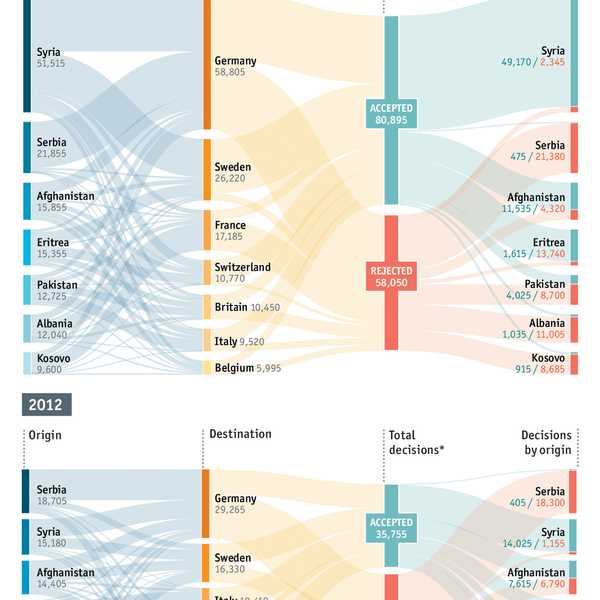 Syria
51,515
Serbia
21,855
Afghanistan
15,855
Eritrea
15,355
Pakistan
12,725
Albania
12,040
Kosovo
9,600
Germany
58,805
Sweden
26,220
France
17,185
Switzerland
10,770
Britain 10,450
Italy 9,520
Belgium 5,995
ACCEPTED
80,895
REJECTED
58,050
Syria
49,170 / 2,345
Serbia
475 / 21,380
Afghanistan
11,535 / 4,320
Eritrea
1,615 / 13,740
Pakistan
4,025 / 8,700
Albania
1,035 / 11,005
Kosovo
915 / 8,685
2012
Origin
Destination
Total
decisions*
Decisions
by origin
Serbia
18,705
Syria
15,180
Afghanistan
14,405
Germany
29,265
Sweden
16,330
ACCEPTED
35,755
Serbia
405 / 18,300
Syria
14,025 / 1,155
Afghanistan
7,615 / 6,790